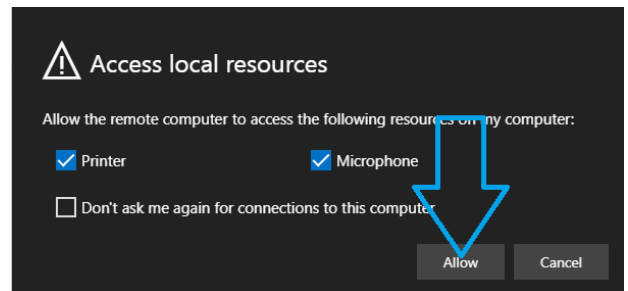 Access local resources
Allow the remote computer to access the following resources on my computer:
Printer Microphone
Don't ask me again for connections to this computer
Allow Cancel